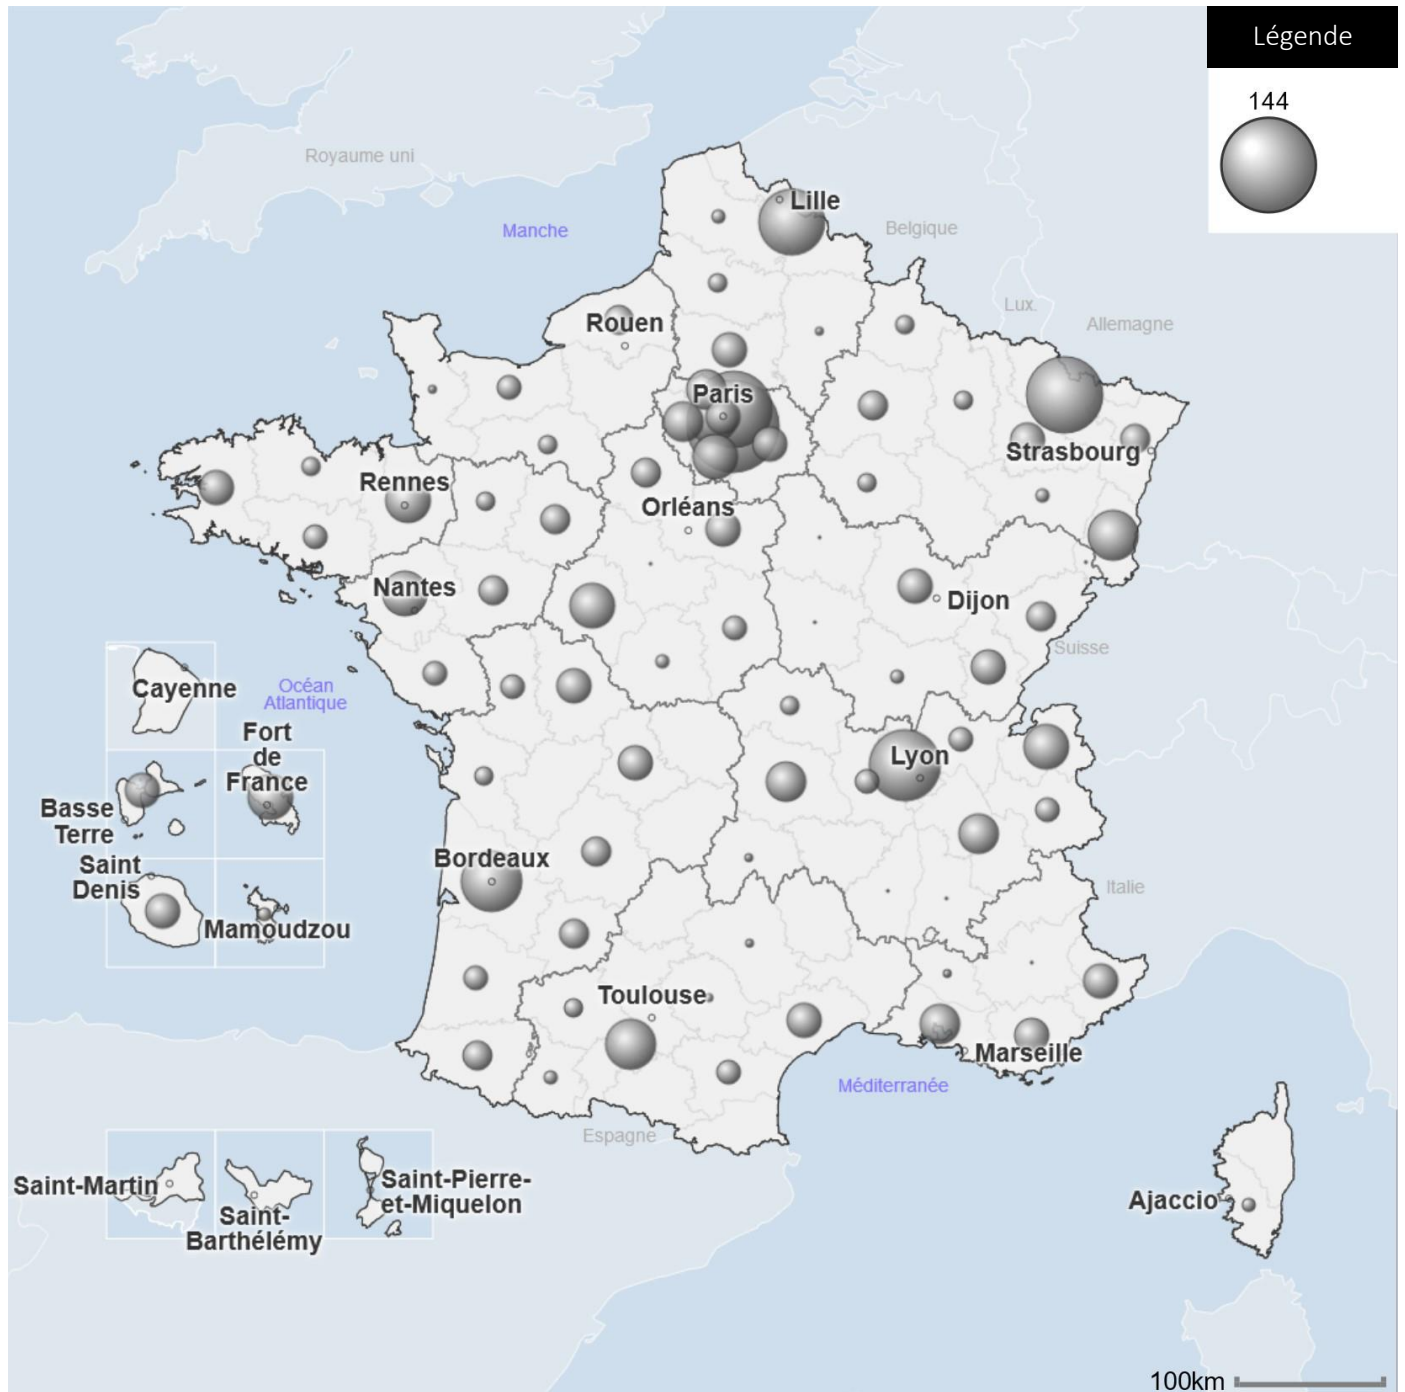 Légende
144
Royaume uni
Lille
Manche
Belgique
Lux.
Allemagne
Rouen
Paris
Strasbourg
Rennes
Orléans
Nantes
Dijon
Suisse
Cayenne
Océan
Atlantique
Fort
de
France
Lyon
Basse
Terre
Saint
Denis
Bordeaux
Italie
Mamoudzou
Toulouse
Marseille
Méditerranée
Espagne
Saint-Martin
Saint-
Barthélémy
Saint-Pierre-
et-Miquelon
Ajaccio
100km